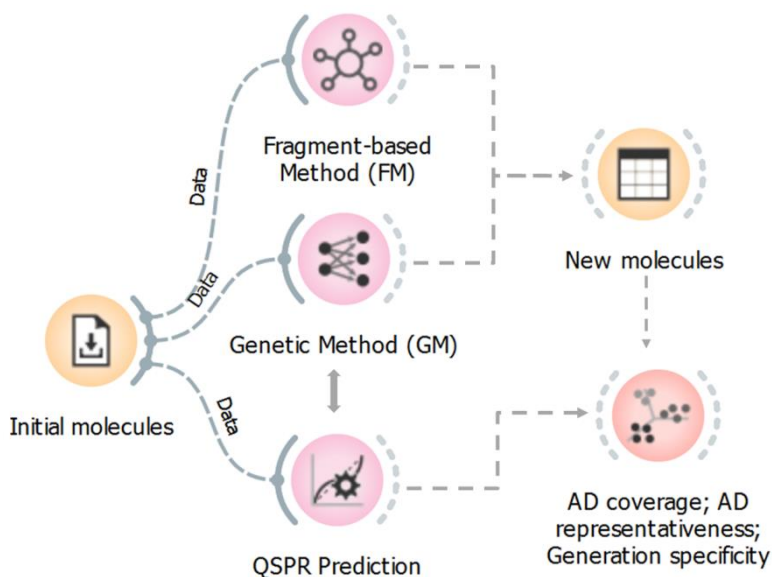 Data
Fragment-based
Method (FM)
New molecules
Data
Genetic Method (GM)
Initial molecules
Data
AD coverage; AD
representativeness;
Generation specificity
QSPR Prediction